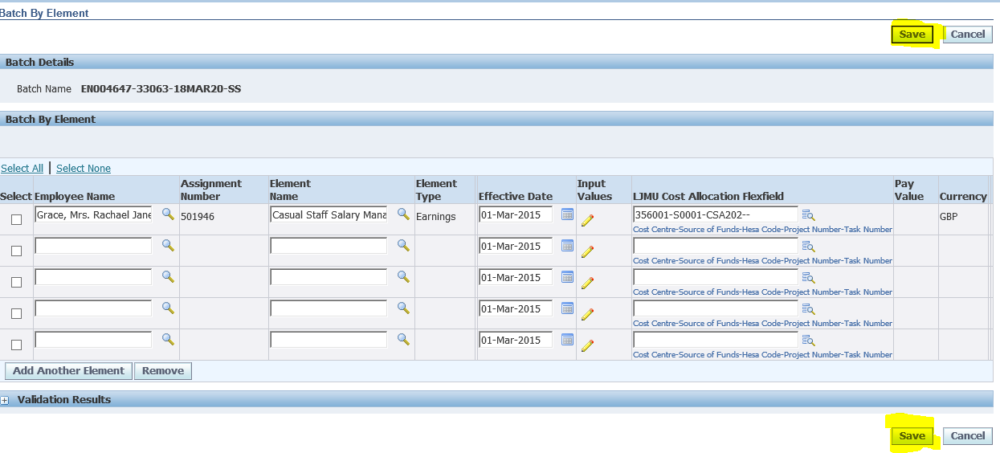 Batch By Element
Save Cancel
Batch Details
Batch Name EN004647-33063-18MAR20-SS
Batch By Element
Select All | Select None
Select Employee Name Assignment Number Element Name Element Type Effective Date Input Values LJMU Cost Allocation Flexfield Pay Value Currency
Grace, Mrs. Rachael Jane 501946 Casual Staff Salary Mana Earnings 01-Mar-2015 356001-S0001-CSA202-- GBP
Cost Centre-Source of Funds-Hesa Code-Project Number-Task Number
01-Mar-2015
Cost Centre-Source of Funds-Hesa Code-Project Number-Task Number
01-Mar-2015
Cost Centre-Source of Funds-Hesa Code-Project Number-Task Number
01-Mar-2015
Cost Centre-Source of Funds-Hesa Code-Project Number-Task Number
01-Mar-2015
Cost Centre-Source of Funds-Hesa Code-Project Number-Task Number
Add Another Element Remove
Validation Results
Save Cancel